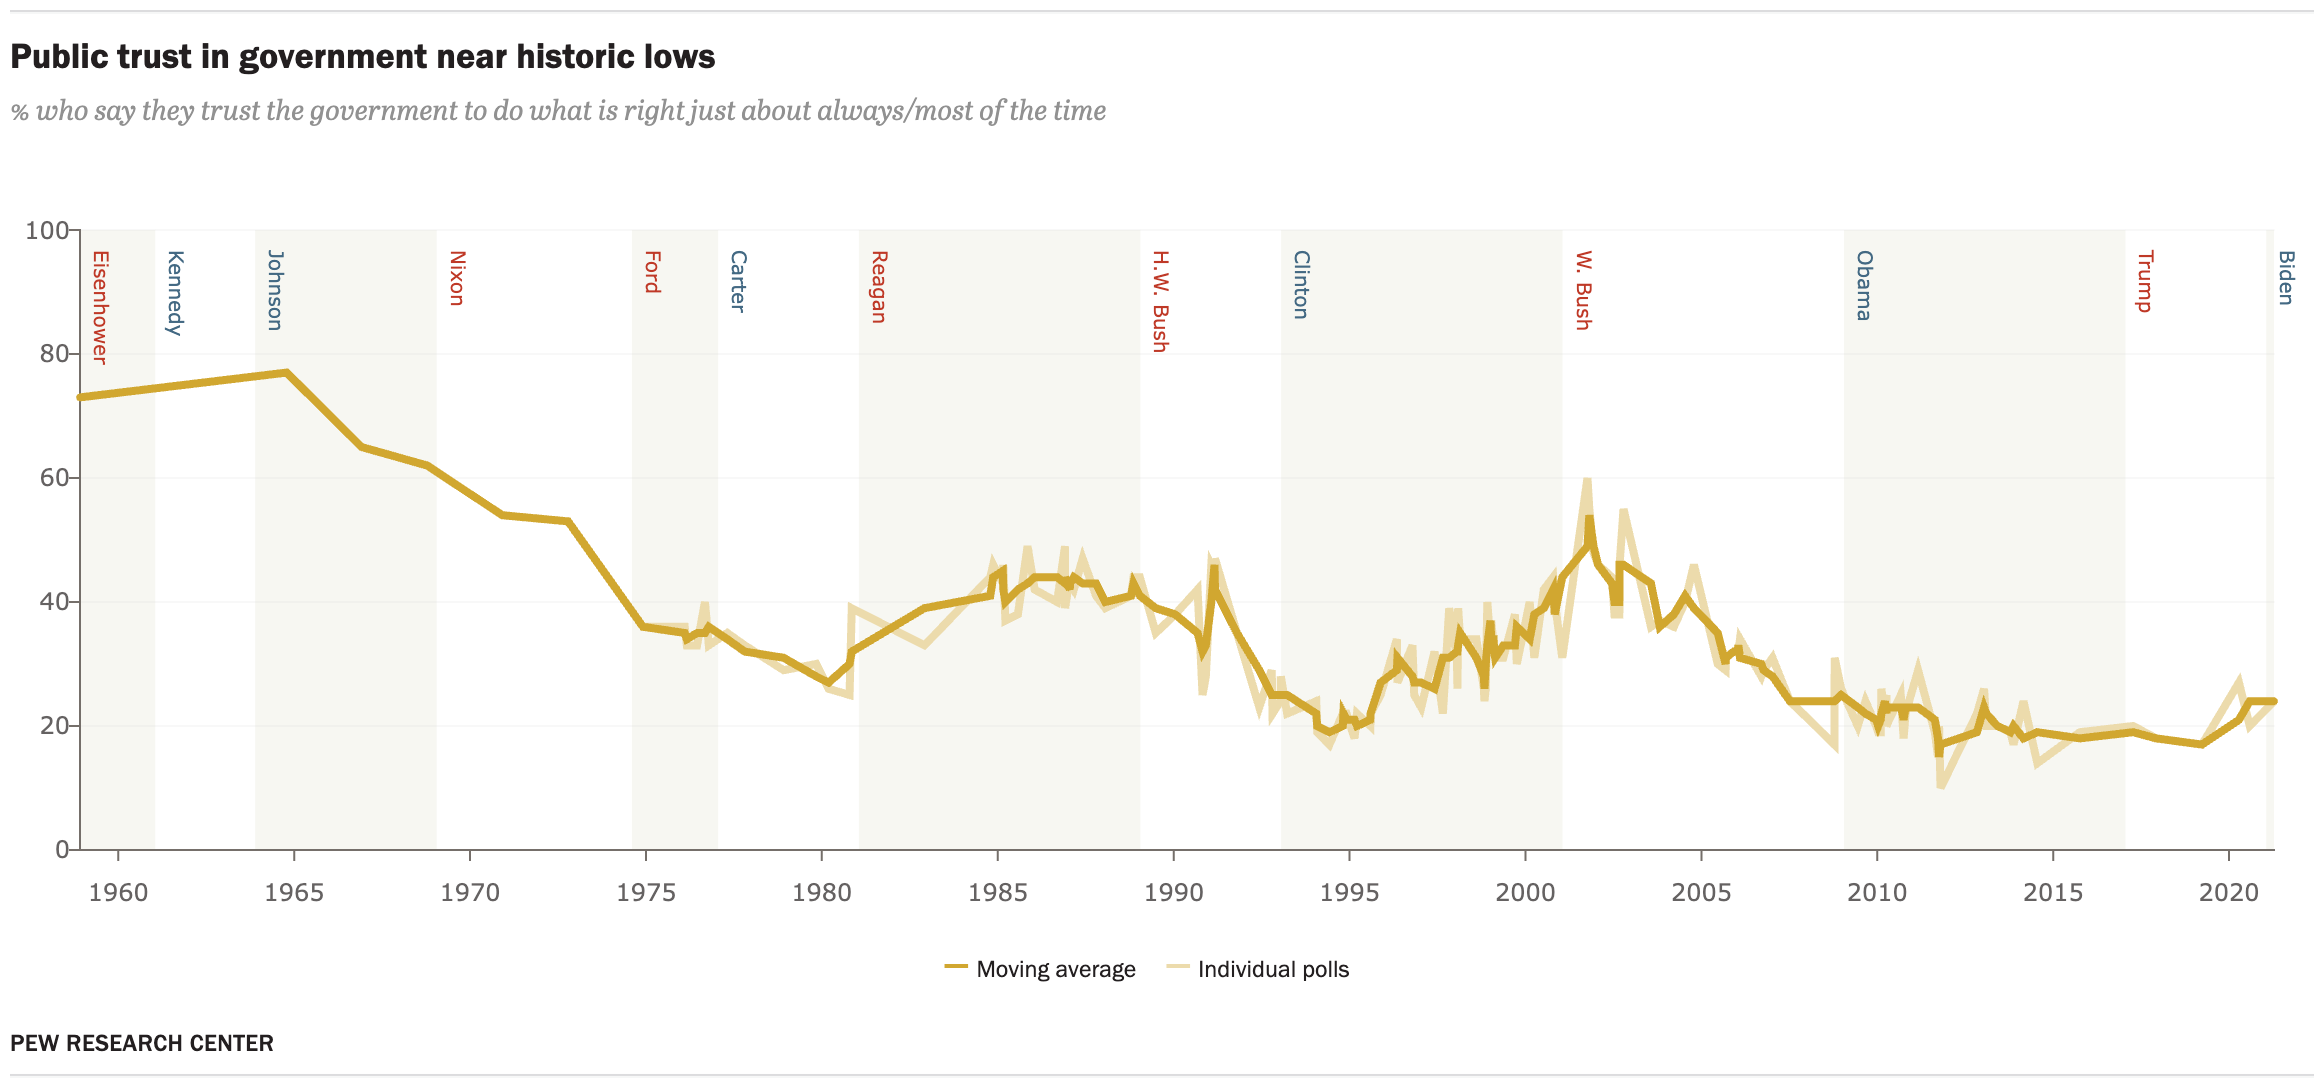 Public trust in government near historic lows
% who say they trust the government to do what is right just about always/most of the time
100
80
60
40
20
0
Eisenhower
Kennedy
Johnson
Nixon
Ford
Carter
Reagan
H.W. Bush
Clinton
W. Bush
Obama
Trump
Biden
1960 1965 1970 1975 1980 1985 1990 1995 2000 2005 2010 2015 2020
Moving average Individual polls
PEW RESEARCH CENTER